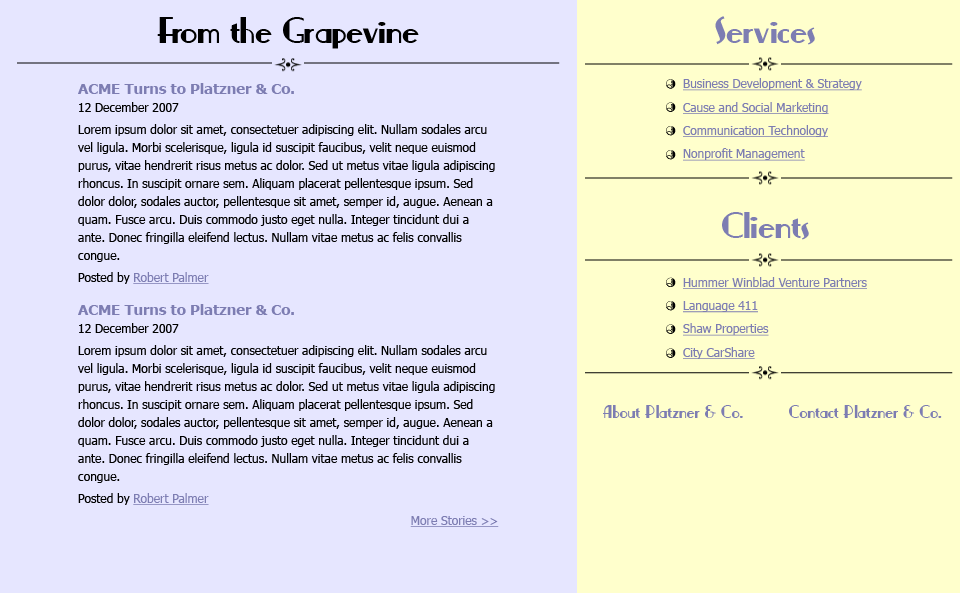 From the Grapevine
ACME Turns to Platzner & Co.
12 December 2007
Lorem ipsum dolor sit amet, consectetuer adipiscing elit. Nullam sodales arcu
vel ligula. Morbi scelerisque, ligula id suscipit faucibus, velit neque euismod
purus, vitae hendrerit risus metus ac dolor. Sed ut metus vitae ligula adipiscing
rhoncus. In suscipit ornare sem. Aliquam placerat pellentesque ipsum. Sed
dolor dolor, sodales auctor, pellentesque sit amet, semper id, augue. Aenean a
quam. Fusce arcu. Duis commodo justo eget nulla. Integer tincidunt dui a
ante. Donec fringilla eleifend lectus. Nullam vitae metus ac felis convallis
congue.
Posted by Robert Palmer
ACME Turns to Platzner & Co.
12 December 2007
Lorem ipsum dolor sit amet, consectetuer adipiscing elit. Nullam sodales arcu
vel ligula. Morbi scelerisque, ligula id suscipit faucibus, velit neque euismod
purus, vitae hendrerit risus metus ac dolor. Sed ut metus vitae ligula adipiscing
rhoncus. In suscipit ornare sem. Aliquam placerat pellentesque ipsum. Sed
dolor dolor, sodales auctor, pellentesque sit amet, semper id, augue. Aenean a
quam. Fusce arcu. Duis commodo justo eget nulla. Integer tincidunt dui a
ante. Donec fringilla eleifend lectus. Nullam vitae metus ac felis convallis
congue.
Posted by Robert Palmer
More Stories >>
Services
Business Development & Strategy
Cause and Social Marketing
Communication Technology
Nonprofit Management
Clients
Hummer Winblad Venture Partners
Language 411
Shaw Properties
City CarShare
About Platzner & Co.
Contact Platzner & Co.